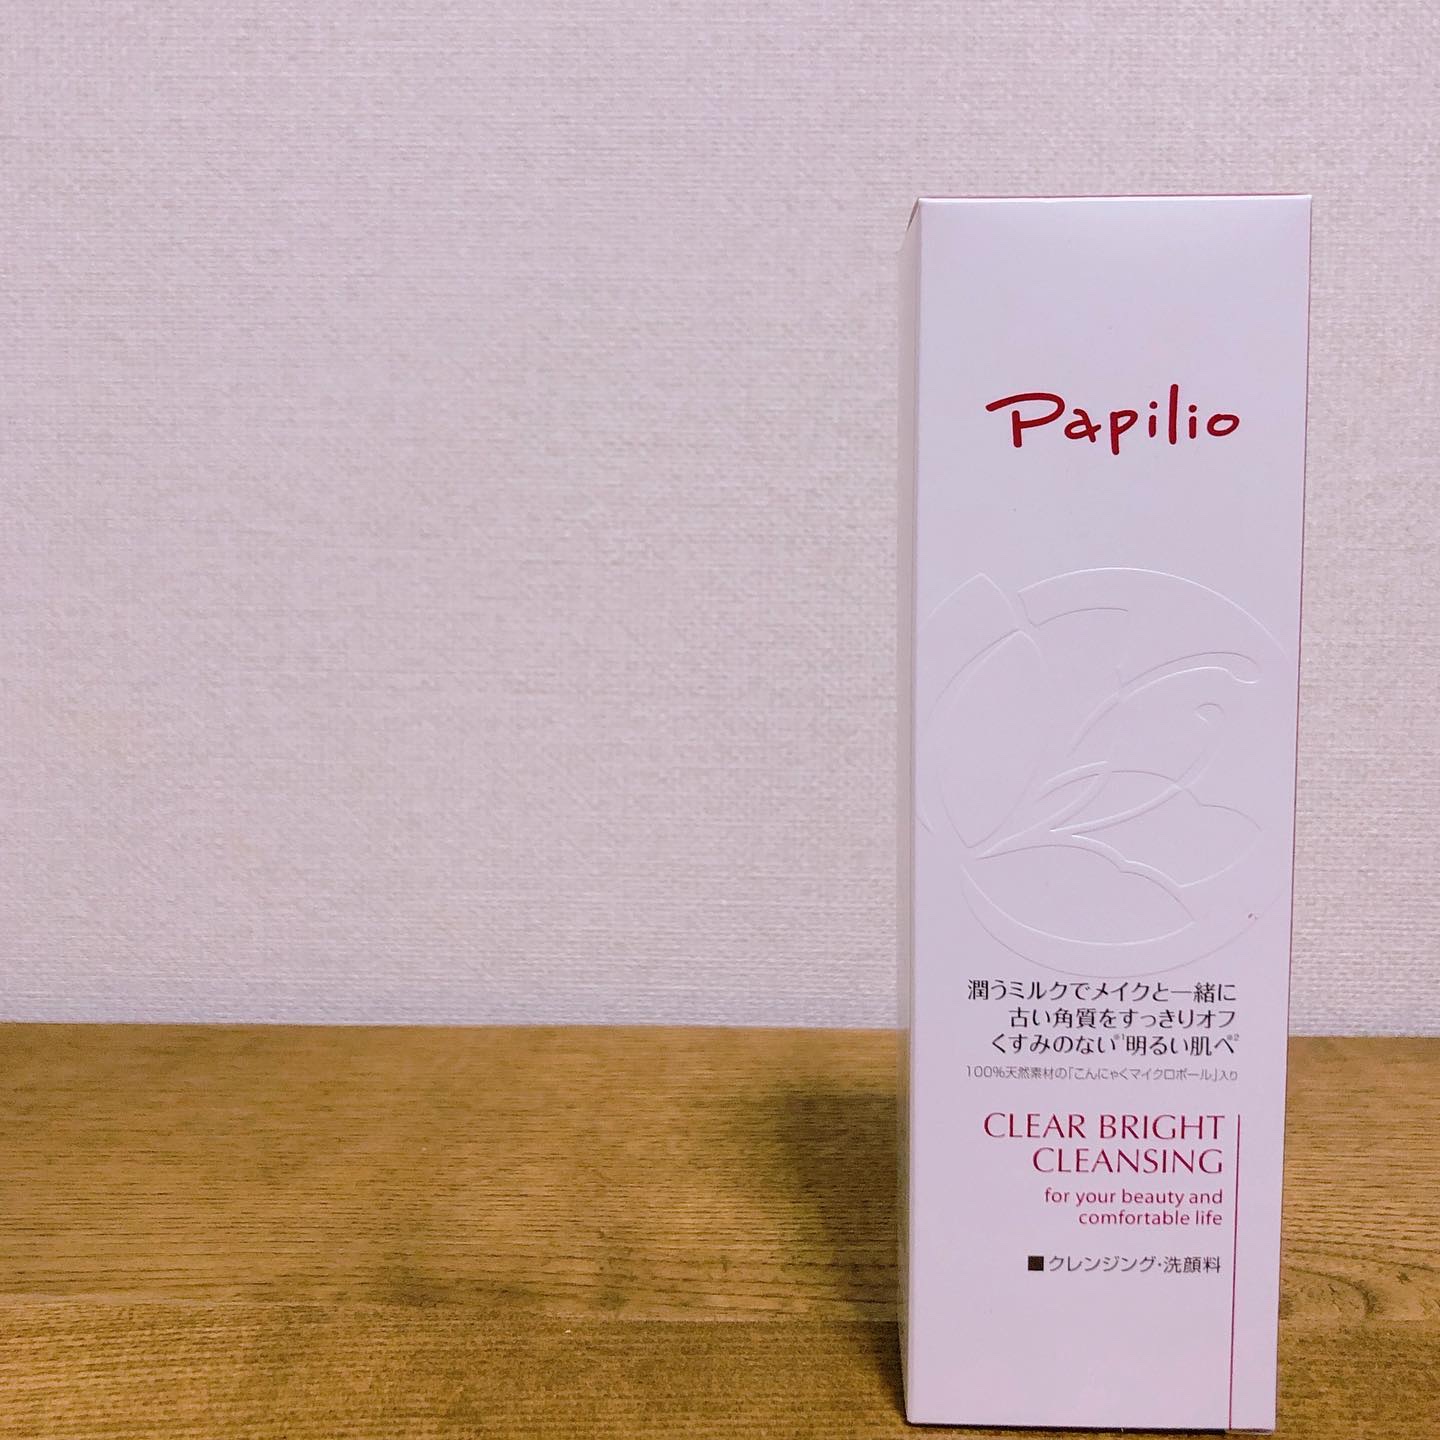 Papilio
潤うミルクでメイクと一緒に
古い角質をすっきりオフ
くすみのない※1明るい肌へ※2
100%天然素材の「こんにゃくマイクロボール」入り
CLEAR BRIGHT
CLEANSING
for your beauty and
comfortable life
■クレンジング・洗顔料